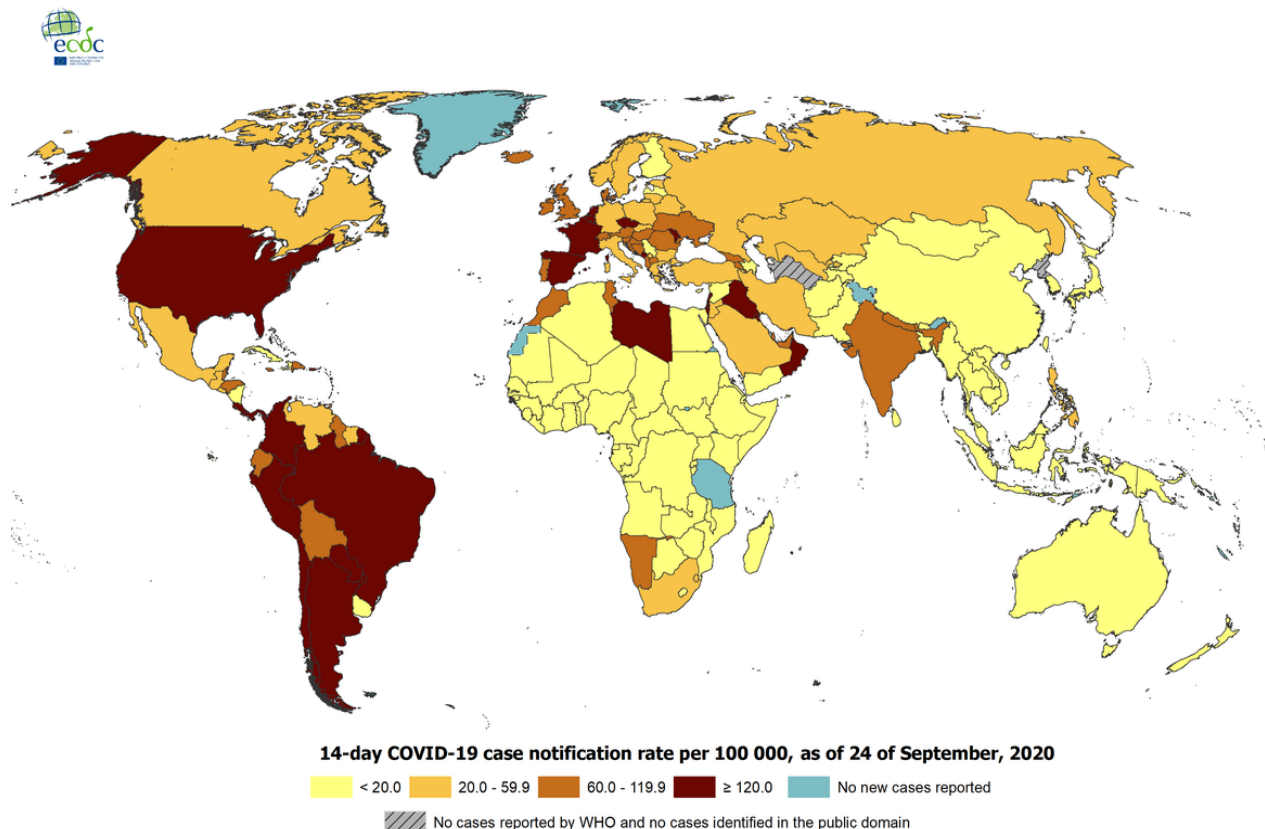 ecdc
14-day COVID-19 case notification rate per 100 000, as of 24 of September, 2020
< 20.0
20.0 - 59.9
60.0 - 119.9
≥ 120.0
No new cases reported
No cases reported by WHO and no cases identified in the public domain